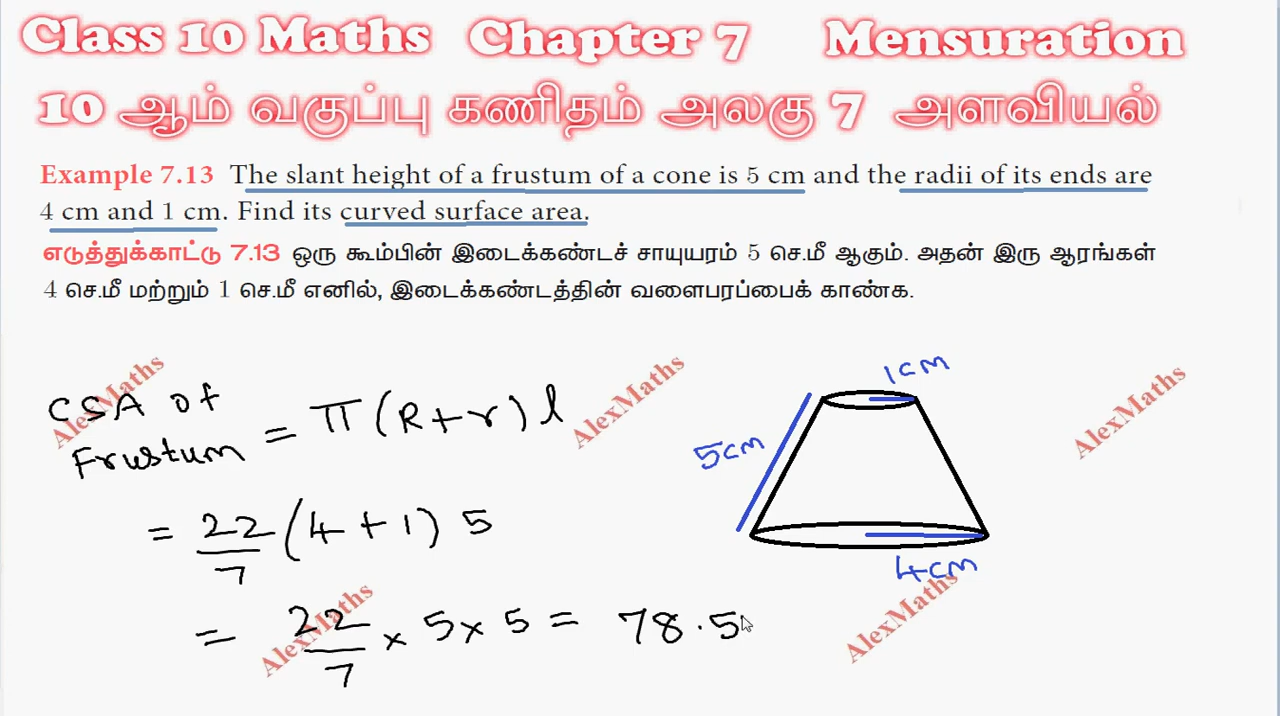 Class 10 Maths Chapter 7 Mensuration
10 ஆம் வகுப்பு கணிதம் அலகு 7 அளவியல்
Example 7.13 The slant height of a frustum of a cone is 5 cm and the radii of its ends are
4 cm and 1 cm. Find its curved surface area.
எடுத்துக்காட்டு 7.13 ஒரு கூம்பின் இடைக்கண்டச் சாயுயரம் 5 செ.மீ ஆகும். அதன் இரு ஆரங்கள்
4 செ.மீ மற்றும் 1 செ.மீ எனில், இடைக்கண்டத்தின் வளைபரப்பைக் காண்க.
CSA of
Frustum = π (R+r) l
= 22/7 (4+1) 5
= 22/7 × 5 × 5 = 78.5
1cm
5cm
4cm
AlexMaths
AlexMaths
AlexMaths
AlexMaths
AlexMaths